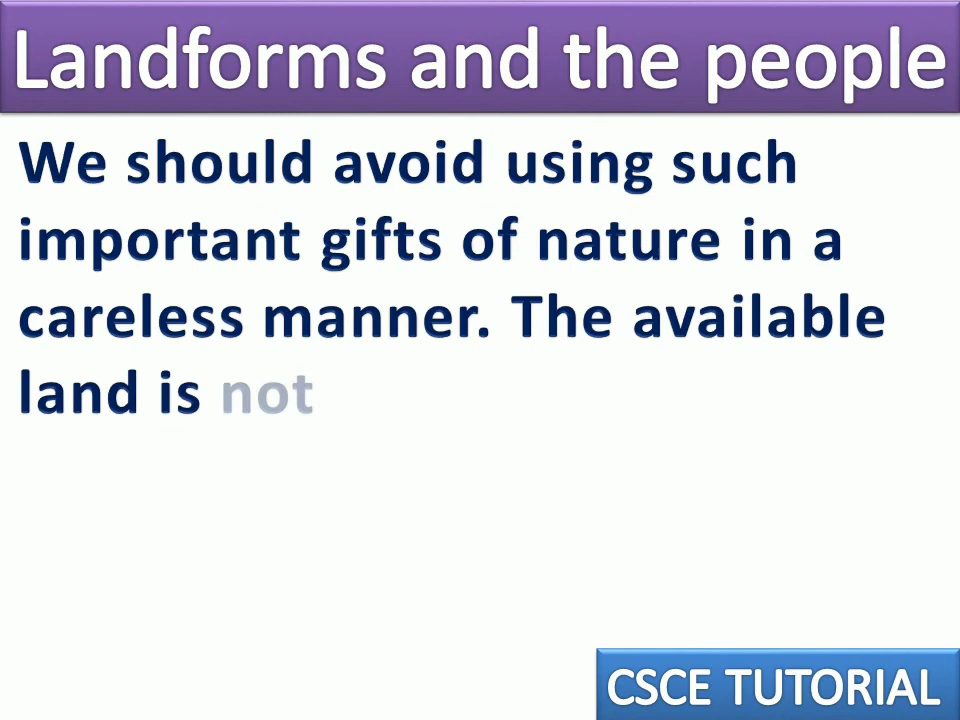 Landforms and the people
We should avoid using such
important gifts of nature in a
careless manner. The available
land is not
CSCE TUTORIAL